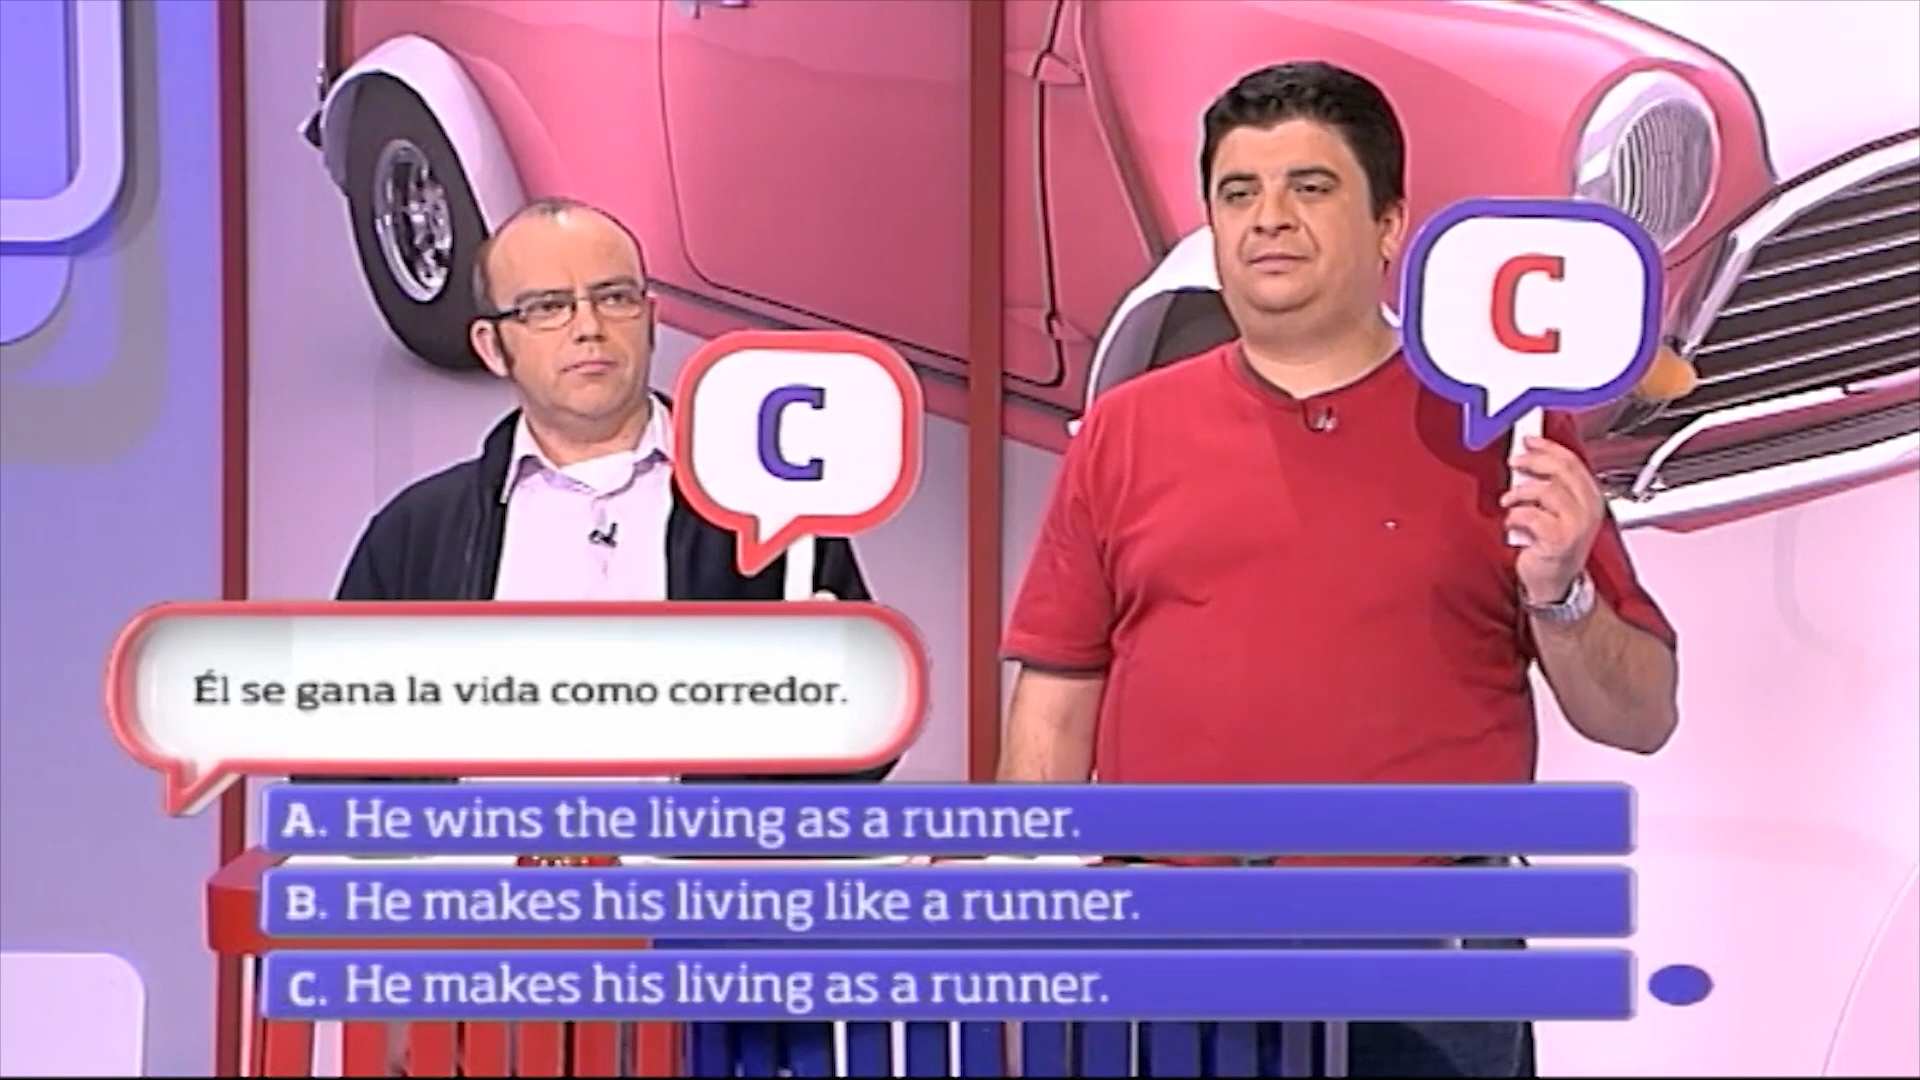 C
C
Él se gana la vida como corredor.
A. He wins the living as a runner.
B. He makes his living like a runner.
C. He makes his living as a runner.